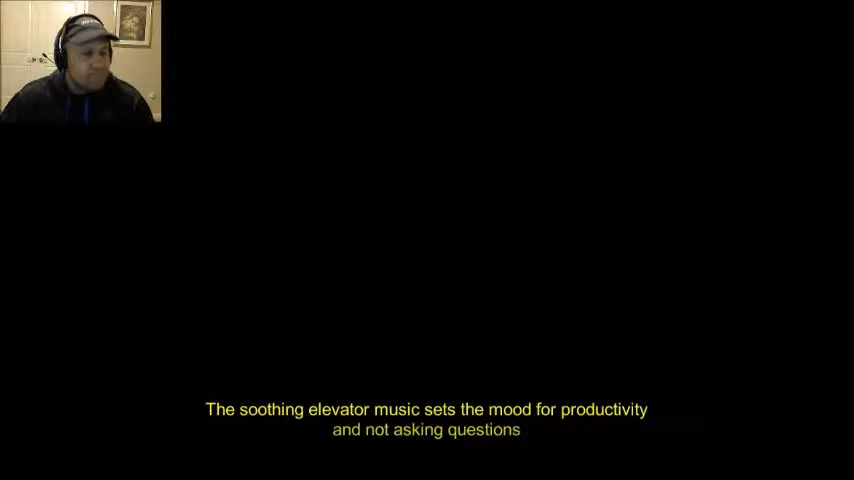 The soothing elevator music sets the mood for productivity
and not asking questions